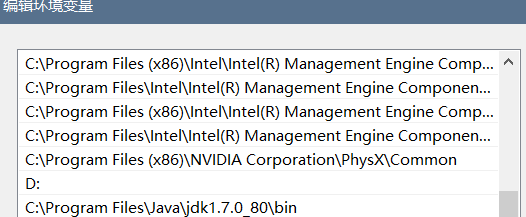 编辑环境变量
C:\Program Files (x86)\Intel\Intel(R) Management Engine Comp...
C:\Program Files\Intel\Intel(R) Management Engine Componen...
C:\Program Files (x86)\Intel\Intel(R) Management Engine Comp...
C:\Program Files\Intel\Intel(R) Management Engine Componen...
C:\Program Files (x86)\NVIDIA Corporation\PhysX\Common
D:
C:\Program Files\Java\jdk1.7.0_80\bin